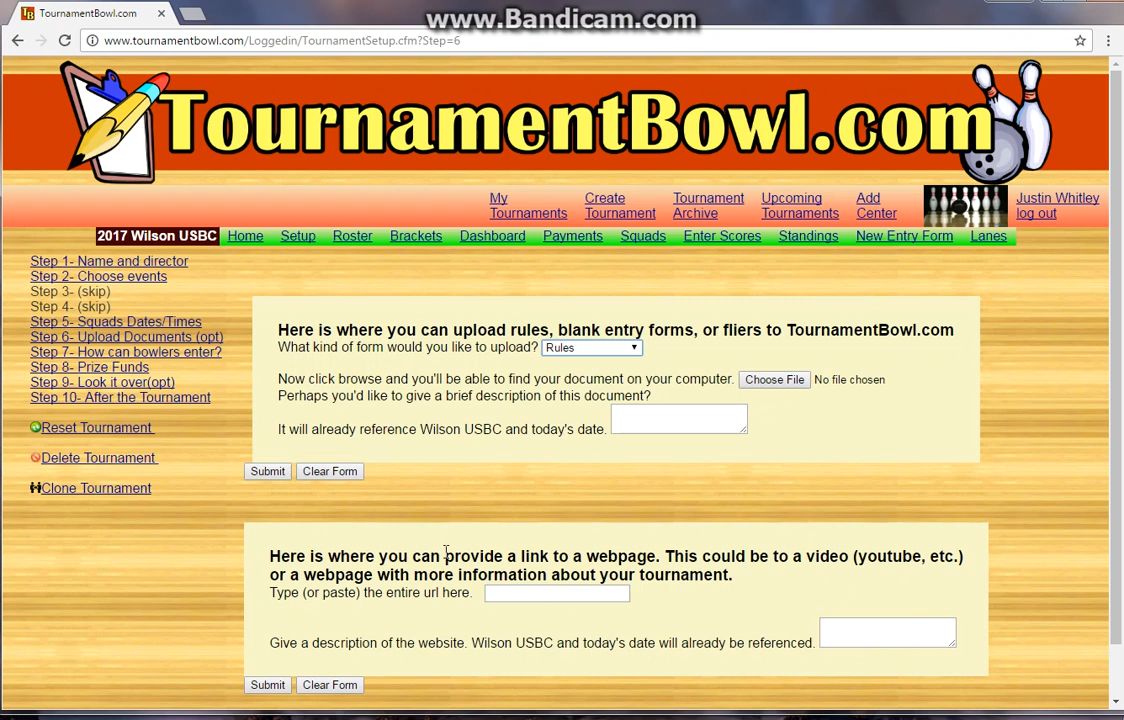 www.Bandicam.com
TournamentBowl.com
www.tournamentbowl.com/Loggedin/TournamentSetup.cfm?Step=6
TournamentBowl.com
My Tournaments
Create Tournament
Tournament Archive
Upcoming Tournaments
Add Center
Justin Whitley
log out
2017 Wilson USBC Home Setup Roster Brackets Dashboard Payments Squads Enter Scores Standings New Entry Form Lanes
Step 1- Name and director
Step 2- Choose events
Step 3- (skip)
Step 4- (skip)
Step 5- Squads Dates/Times
Step 6- Upload Documents (opt)
Step 7- How can bowlers enter?
Step 8- Prize Funds
Step 9- Look it over(opt)
Step 10- After the Tournament
Reset Tournament
Delete Tournament
Clone Tournament
Here is where you can upload rules, blank entry forms, or fliers to TournamentBowl.com
What kind of form would you like to upload? Rules
Now click browse and you'll be able to find your document on your computer. Choose File No file chosen
Perhaps you'd like to give a brief description of this document?
It will already reference Wilson USBC and today's date.
Submit Clear Form
Here is where you can provide a link to a webpage. This could be to a video (youtube, etc.)
or a webpage with more information about your tournament.
Type (or paste) the entire url here.
Give a description of the website. Wilson USBC and today's date will already be referenced.
Submit Clear Form